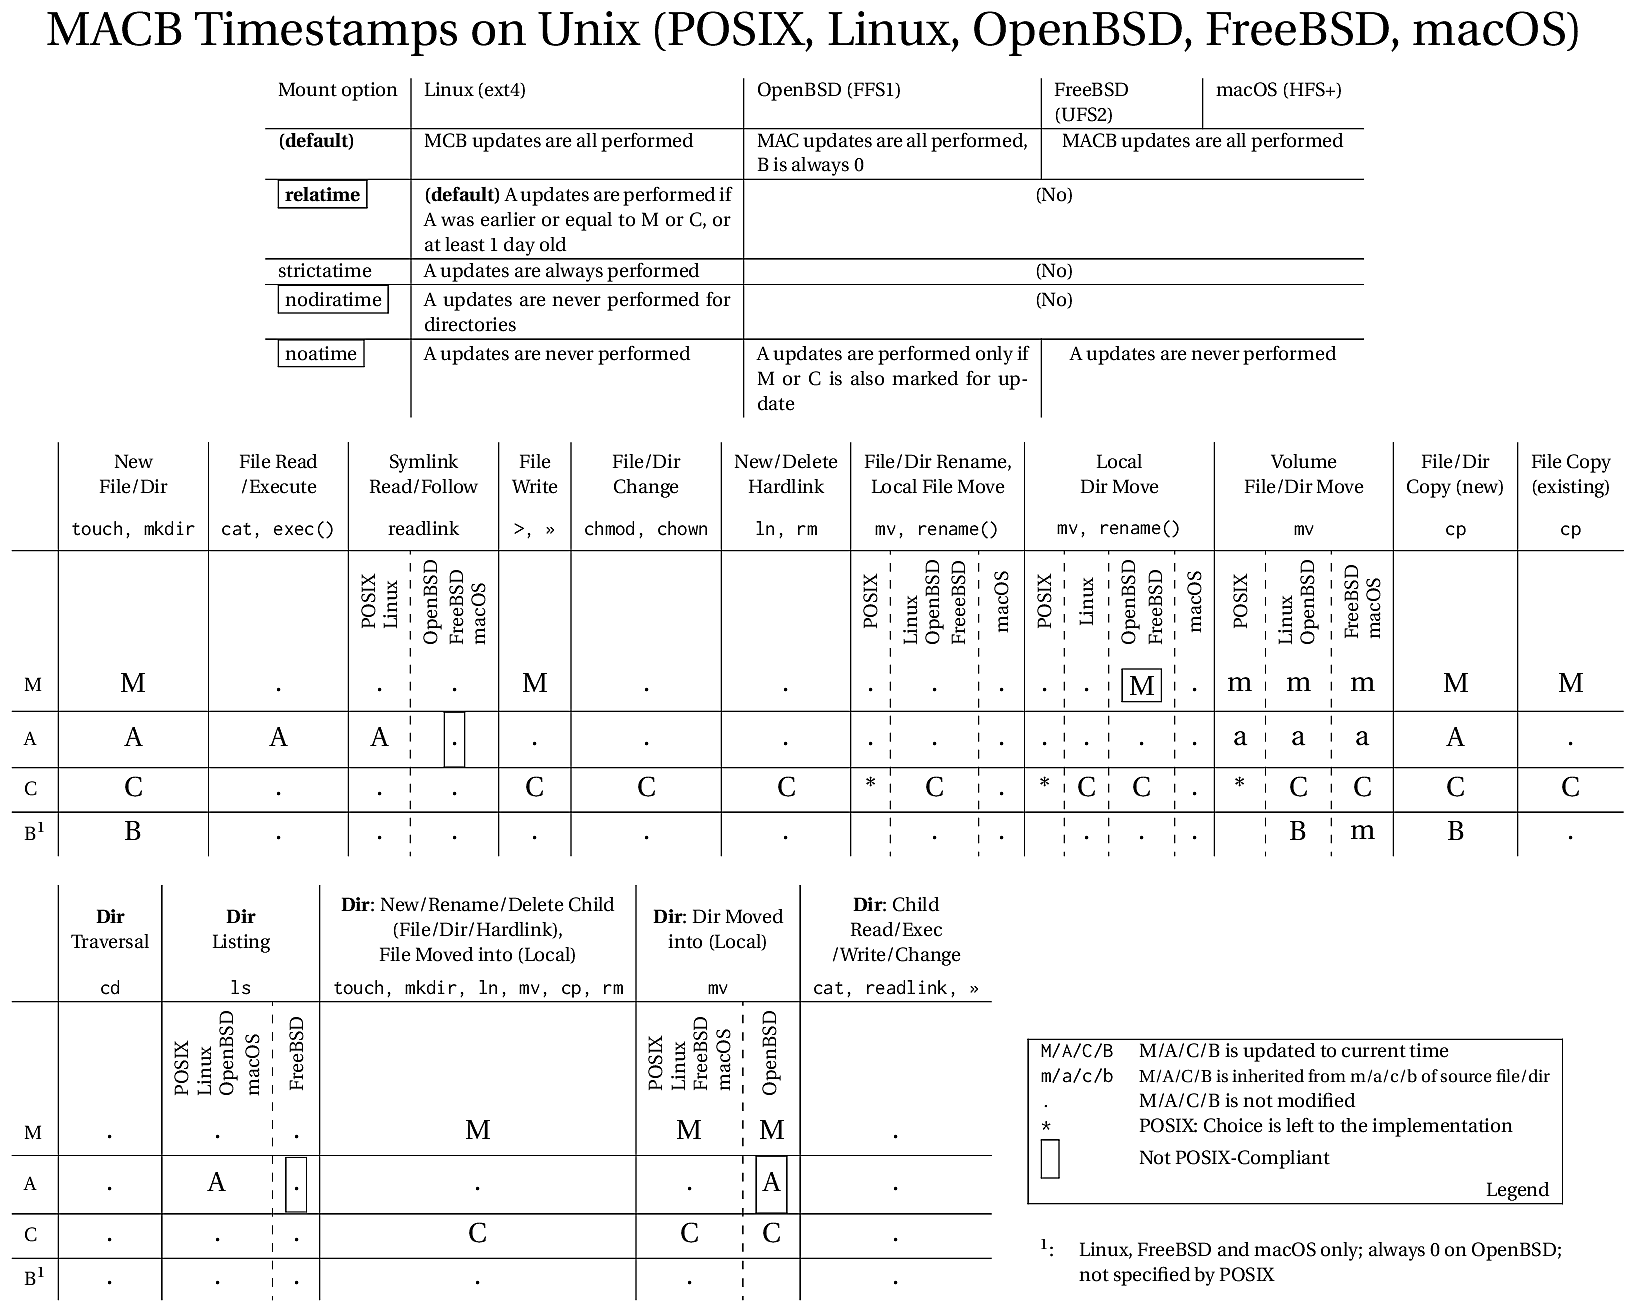 MACB Timestamps on Unix (POSIX, Linux, OpenBSD, FreeBSD, macOS)
Mount option Linux (ext4) OpenBSD (FFS1) FreeBSD (UFS2) macOS (HFS+)
(default) MCB updates are all performed MAC updates are all performed, B is always 0 MACB updates are all performed
relatime (default) A updates are performed if A was earlier or equal to M or C, or at least 1 day old (No)
strictatime A updates are always performed (No)
nodiratime A updates are never performed for directories (No)
noatime A updates are never performed A updates are performed only if M or C is also marked for up-date A updates are never performed
New File/Dir File Read /Execute Symlink Read/Follow File Write File/Dir Change New/Delete Hardlink File/Dir Rename, Local File Move Local Dir Move Volume File/Dir Move File/Dir Copy (new) File Copy (existing)
touch, mkdir cat, exec() readlink >, » chmod, chown ln, rm mv, rename() mv, rename() mv cp cp
POSIX Linux OpenBSD FreeBSD macOS POSIX Linux OpenBSD FreeeBSD macOS POSIX Linux OpenBSD FreeBSD macOS POSIX Linux OpenBSD FreeBSD macOS
M M . . . M . . . . . . . M . m m m M M
A A A A . . . . . . . . . . . a a a A .
C C . . . C C C * C . * C C . * C C C C
B¹ B . . . . . . . . . . . B m B .
Dir Traversal Dir Listing Dir: New/Rename/Delete Child (File/Dir/Hardlink), File Moved into (Local) Dir: Dir Moved into (Local) Dir: Child Read/Exec /Write/Change
cd ls touch, mkdir, ln, mv, cp, rm mv cat, readlink, »
POSIX Linux OpenBSD macOS FreeBSD POSIX Linux FreeBSD macOS OpenBSD
M . . . M M M .
A . A . . . A .
C . . . C C C .
B¹ . . . . . .
M/A/C/B M/A/C/B is updated to current time
m/a/c/b M/A/C/B is inherited from m/a/c/b of source file/dir
. M/A/C/B is not modified
* POSIX: Choice is left to the implementation
Not POSIX-Compliant
Legend
¹: Linux, FreeBSD and macOS only; always 0 on OpenBSD;
not specified by POSIX